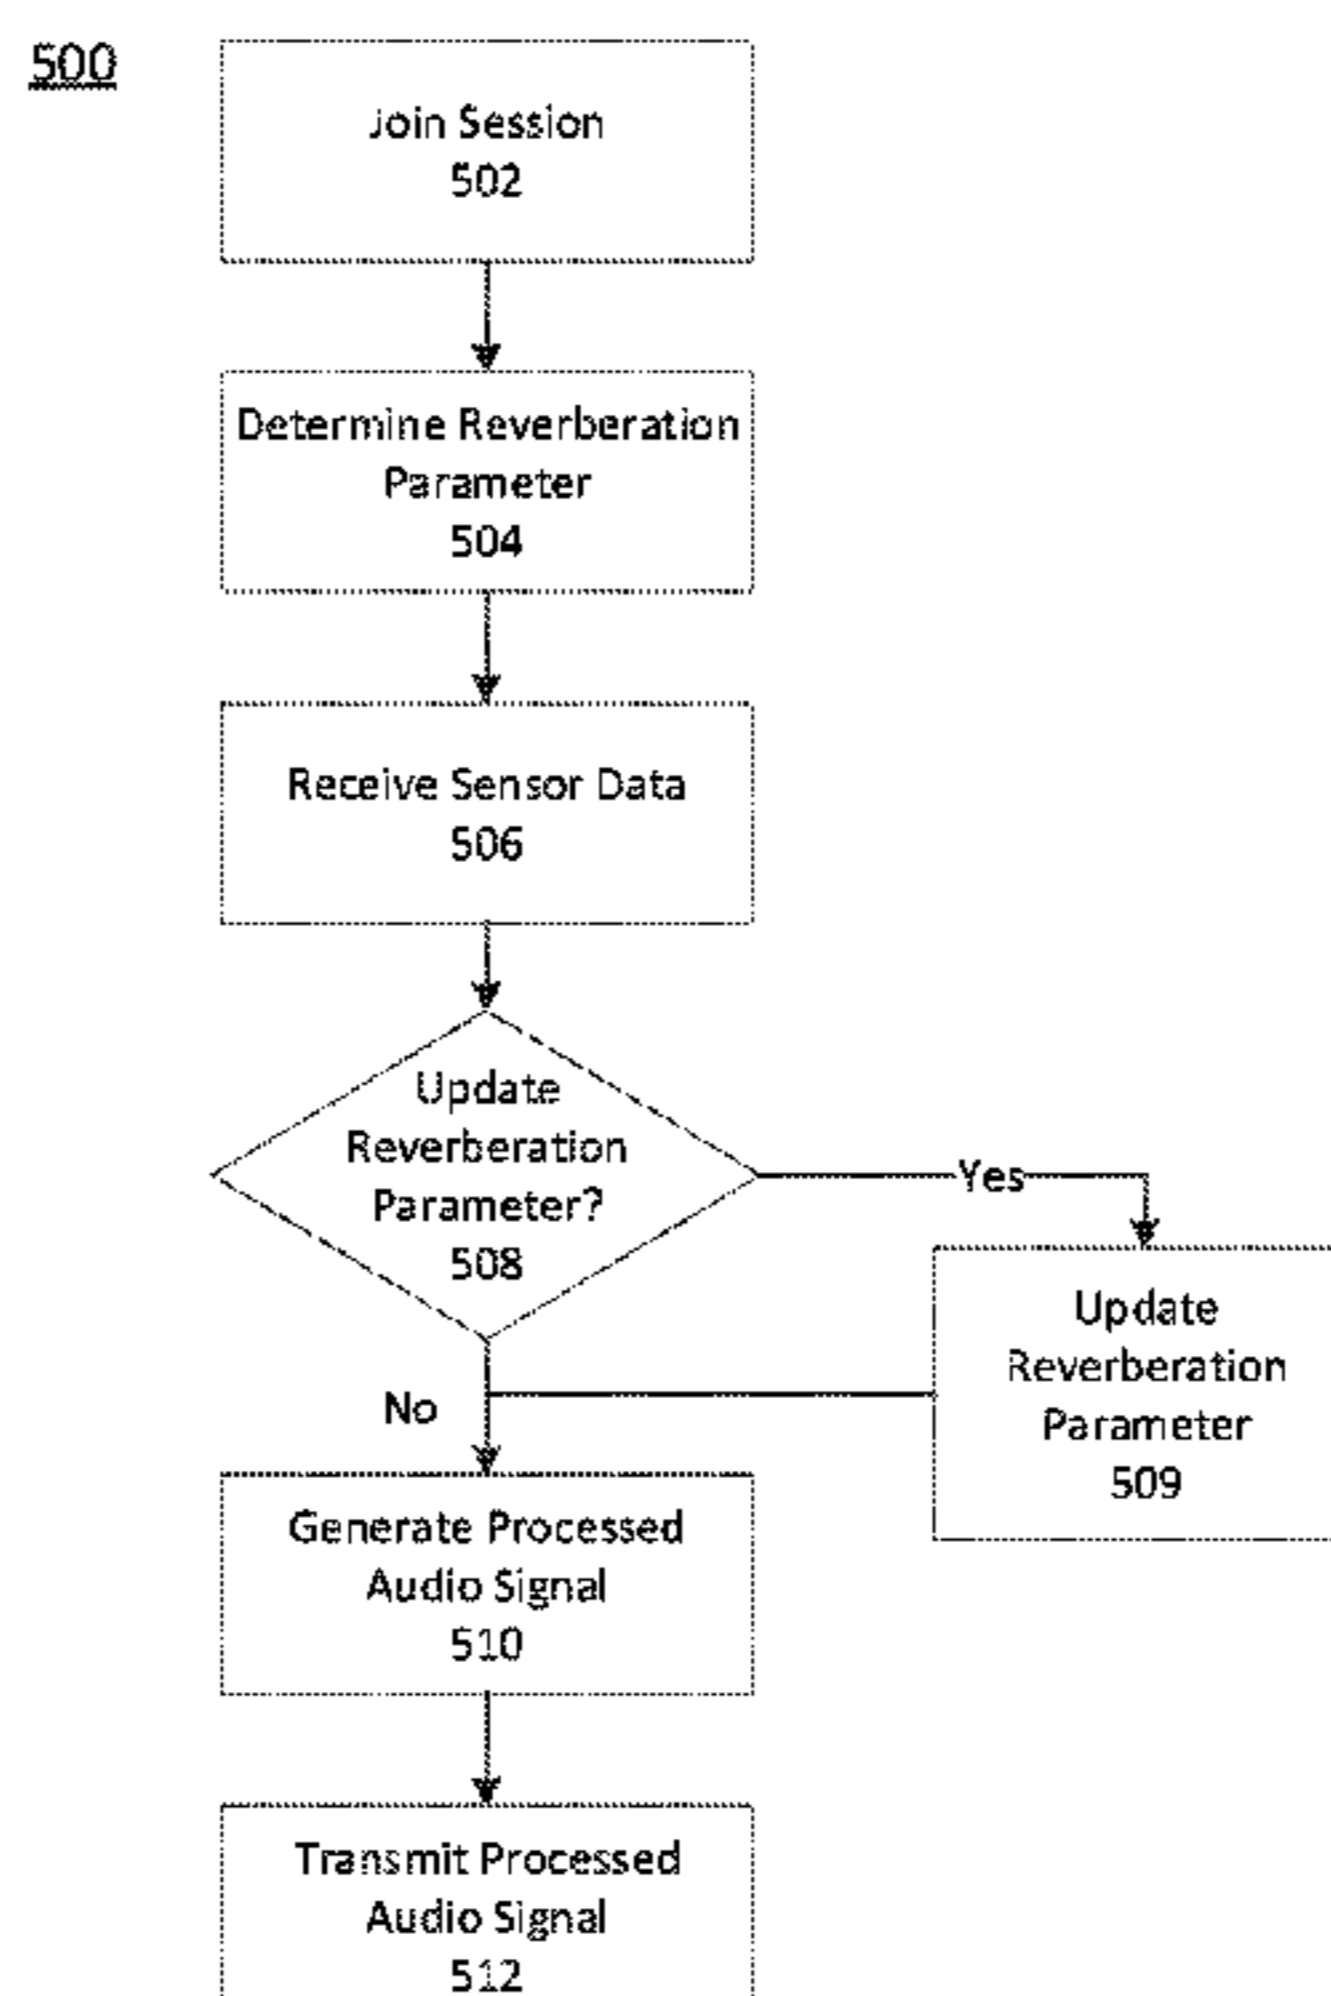 500
Join Session
502
Determine Reverberation
Parameter
504
Receive Sensor Data
506
Update
Reverberation
Parameter?
508
Yes
Update
Reverberation
Parameter
509
No
Generate Processed
Audio Signal
510
Transmit Processed
Audio Signal
512